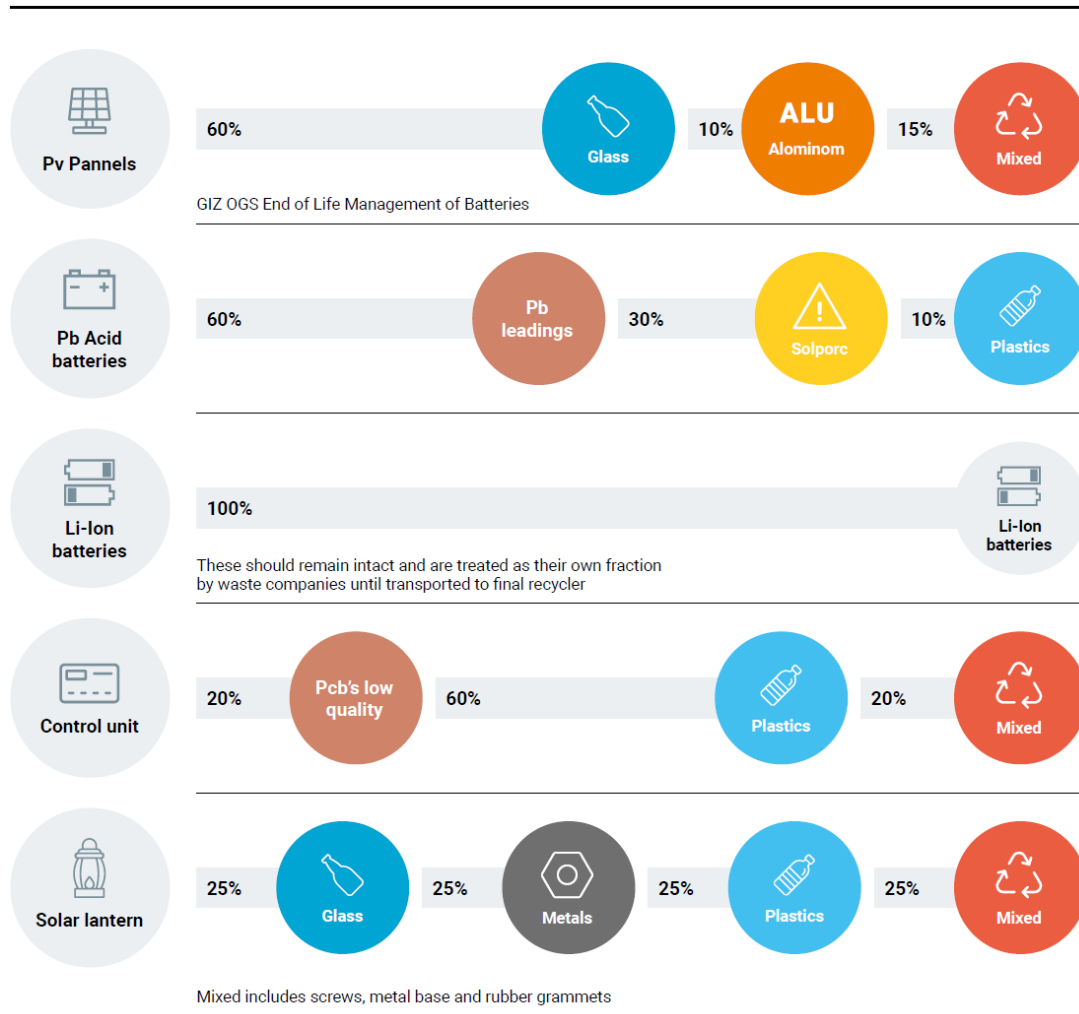 60%
10%
ALU
15%
Alominom
Pv Pannels
Glass
Mixed
GIZ OGS End of Life Management of Batteries
60%
Pb
leadings
30%
10%
Pb Acid
batteries
Solporc
Plastics
100%
Li-Ion
batteries
Li-Ion
batteries
These should remain intact and are treated as their own fraction
by waste companies until transported to final recycler
20%
Pcb's low
quality
60%
20%
Control unit
Plastics
Mixed
25%
25%
25%
25%
Solar lantern
Glass
Metals
Plastics
Mixed
Mixed includes screws, metal base and rubber grammets